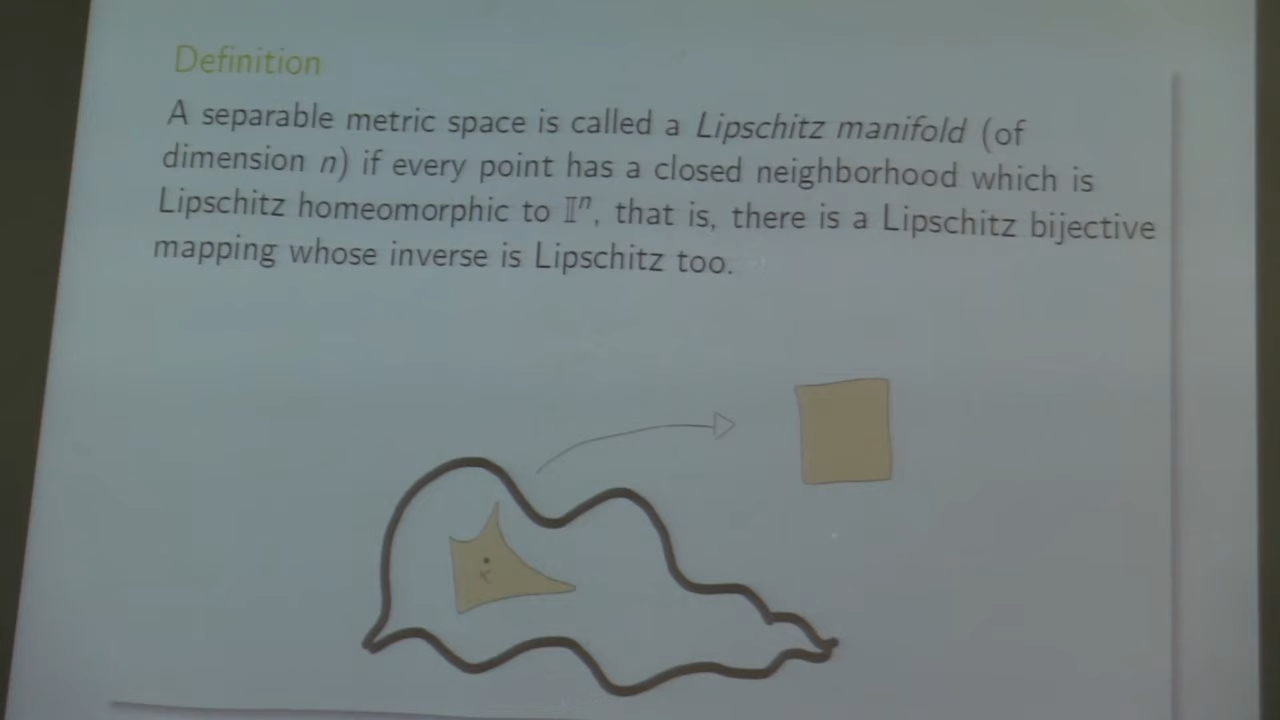 Definition
A separable metric space is called a Lipschitz manifold (of
dimension n) if every point has a closed neighborhood which is
Lipschitz homeomorphic to 𝕀ⁿ, that is, there is a Lipschitz bijective
mapping whose inverse is Lipschitz too.
x